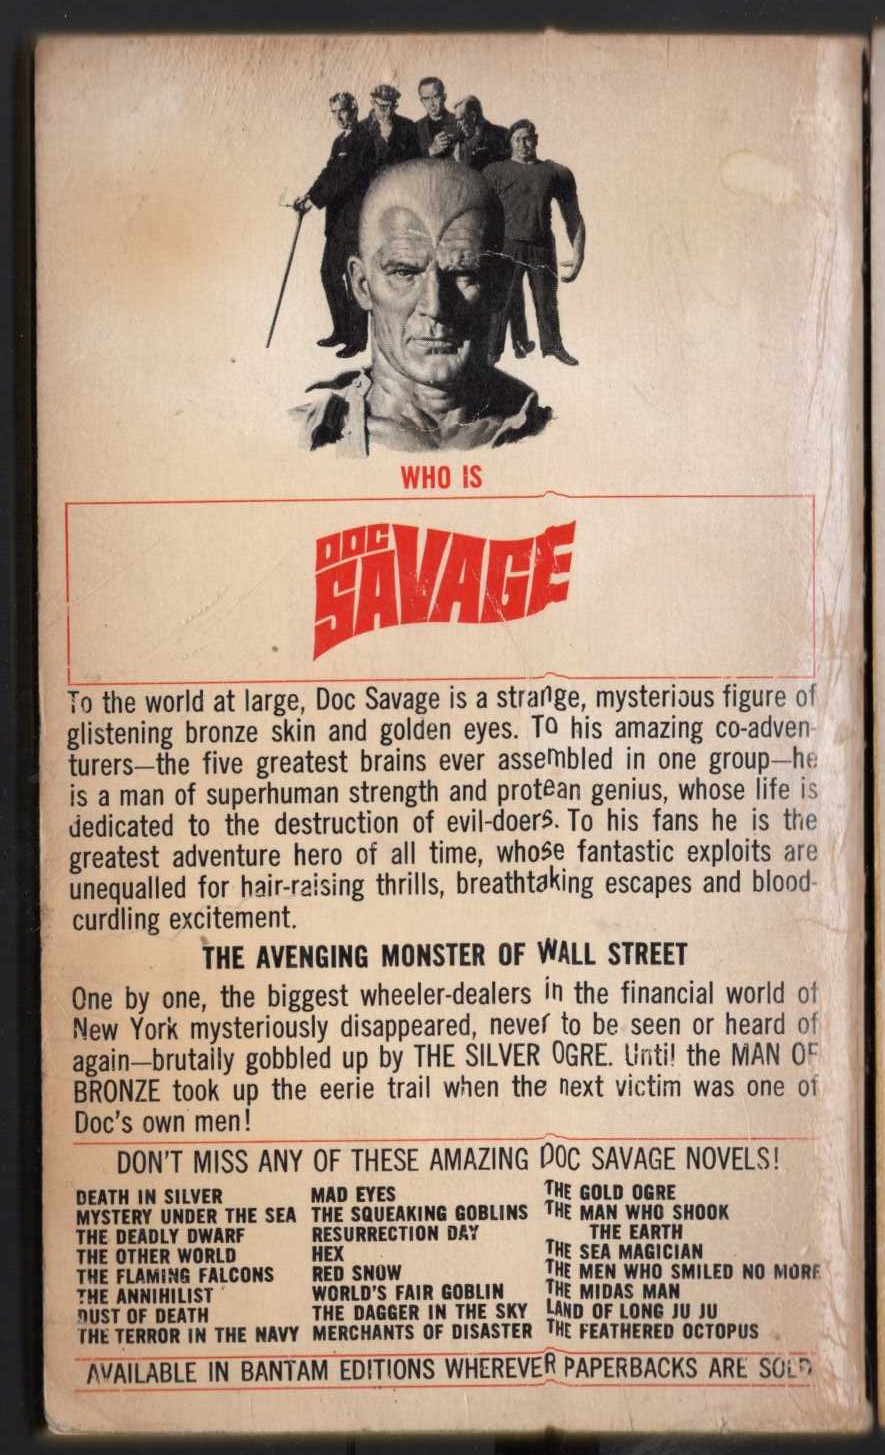 WHO IS
DOC
SAVAGE
To the world at large, Doc Savage is a strange, mysterious figure of
glistening bronze skin and golden eyes. To his amazing co-adven-
turers—the five greatest brains ever assembled in one group—he
is a man of superhuman strength and protean genius, whose life is
dedicated to the destruction of evil-doers. To his fans he is the
greatest adventure hero of all time, whose fantastic exploits are
unequalled for hair-raising thrills, breathtaking escapes and blood-
curdling excitement.
THE AVENGING MONSTER OF WALL STREET
One by one, the biggest wheeler-dealers in the financial world of
New York mysteriously disappeared, never to be seen or heard of
again—brutally gobbled up by THE SILVER OGRE. Until the MAN OF
BRONZE took up the eerie trail when the next victim was one of
Doc's own men!
DON'T MISS ANY OF THESE AMAZING DOC SAVAGE NOVELS!
DEATH IN SILVER
MYSTERY UNDER THE SEA
THE DEADLY DWARF
THE OTHER WORLD
THE FLAMING FALCONS
THE ANNIHILIST
DUST OF DEATH
THE TERROR IN THE NAVY
MAD EYES
THE SQUEAKING GOBLINS
RESURRECTION DAY
HEX
RED SNOW
WORLD'S FAIR GOBLIN
THE DAGGER IN THE SKY
MERCHANTS OF DISASTER
THE GOLD OGRE
THE MAN WHO SHOOK
THE EARTH
THE SEA MAGICIAN
THE MEN WHO SMILED NO MORE
THE MIDAS MAN
LAND OF LONG JU JU
THE FEATHERED OCTOPUS
AVAILABLE IN BANTAM EDITIONS WHEREVER PAPERBACKS ARE SOLD